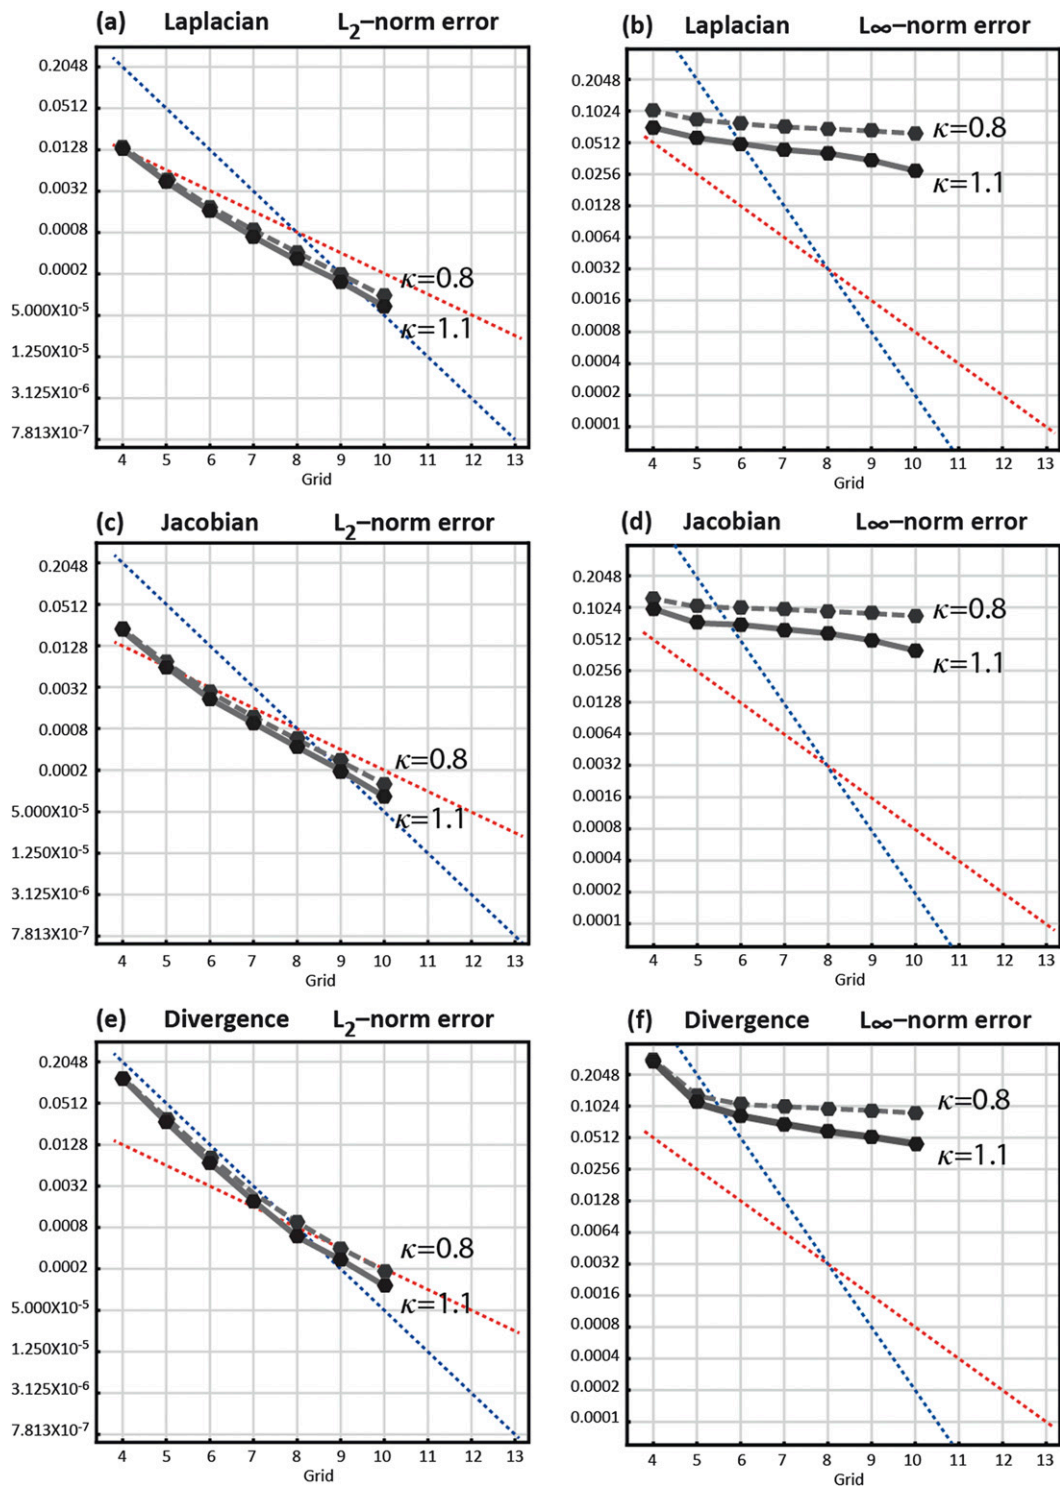 (a) Laplacian L2–norm error
0.2048
0.0512
0.0128
0.0032
0.0008
0.0002
5.000X10-5
1.250X10-5
3.125X10-6
7.813X10-7
κ=0.8
κ=1.1
4 5 6 7 8 9 10 11 12 13
Grid
(b) Laplacian L∞–norm error
0.2048
0.1024
0.0512
0.0256
0.0128
0.0064
0.0032
0.0016
0.0008
0.0004
0.0002
0.0001
κ=0.8
κ=1.1
4 5 6 7 8 9 10 11 12 13
Grid
(c) Jacobian L2–norm error
0.2048
0.0512
0.0128
0.0032
0.0008
0.0002
5.000X10-5
1.250X10-5
3.125X10-6
7.813X10-7
κ=0.8
κ=1.1
4 5 6 7 8 9 10 11 12 13
Grid
(d) Jacobian L∞–norm error
0.2048
0.1024
0.0512
0.0256
0.0128
0.0064
0.0032
0.0016
0.0008
0.0004
0.0002
0.0001
κ=0.8
κ=1.1
4 5 6 7 8 9 10 11 12 13
Grid
(e) Divergence L2–norm error
0.2048
0.0512
0.0128
0.0032
0.0008
0.0002
5.000X10-5
1.250X10-5
3.125X10-6
7.813X10-7
κ=0.8
κ=1.1
4 5 6 7 8 9 10 11 12 13
Grid
(f) Divergence L∞–norm error
0.2048
0.1024
0.0512
0.0256
0.0128
0.0064
0.0032
0.0016
0.0008
0.0004
0.0002
0.0001
κ=0.8
κ=1.1
4 5 6 7 8 9 10 11 12 13
Grid